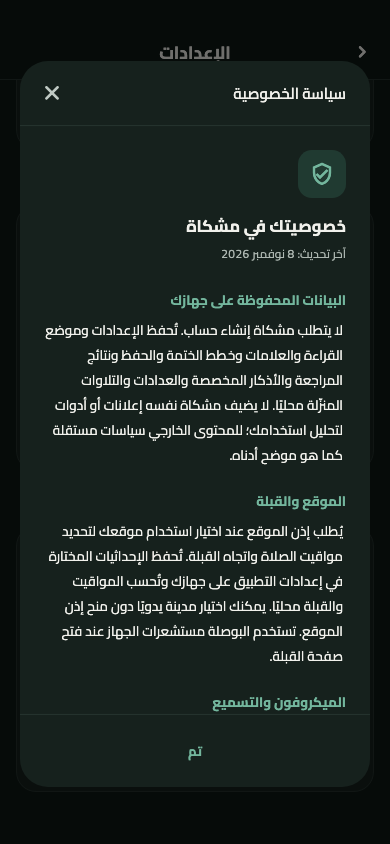 الإعدادات
سياسة الخصوصية
خصوصيتك في مشكاة
آخر تحديث: 8 نوفمبر 2026
البيانات المحفوظة على جهازك
لا يتطلب مشكاة إنشاء حساب. تُحفظ الإعدادات وموضع
القراءة والعلامات وخطط الختمة والحفظ ونتائج
المراجعة والأذكار المخصصة والعدادات والتلاوات
المنزّلة محليًا. لا يضيف مشكاة نفسه إعلانات أو أدوات
لتحليل استخدامك؛ للمحتوى الخارجي سياسات مستقلة
كما هو موضح أدناه.
الموقع والقبلة
يُطلب إذن الموقع عند اختيار استخدام موقعك لتحديد
مواقيت الصلاة واتجاه القبلة. تُحفظ الإحداثيات المختارة
في إعدادات التطبيق على جهازك وتُحسب المواقيت
والقبلة محليًا. يمكنك اختيار مدينة يدويًا دون منح إذن
الموقع. تستخدم البوصلة مستشعرات الجهاز عند فتح
صفحة القبلة.
الميكروفون والتسميع
تم